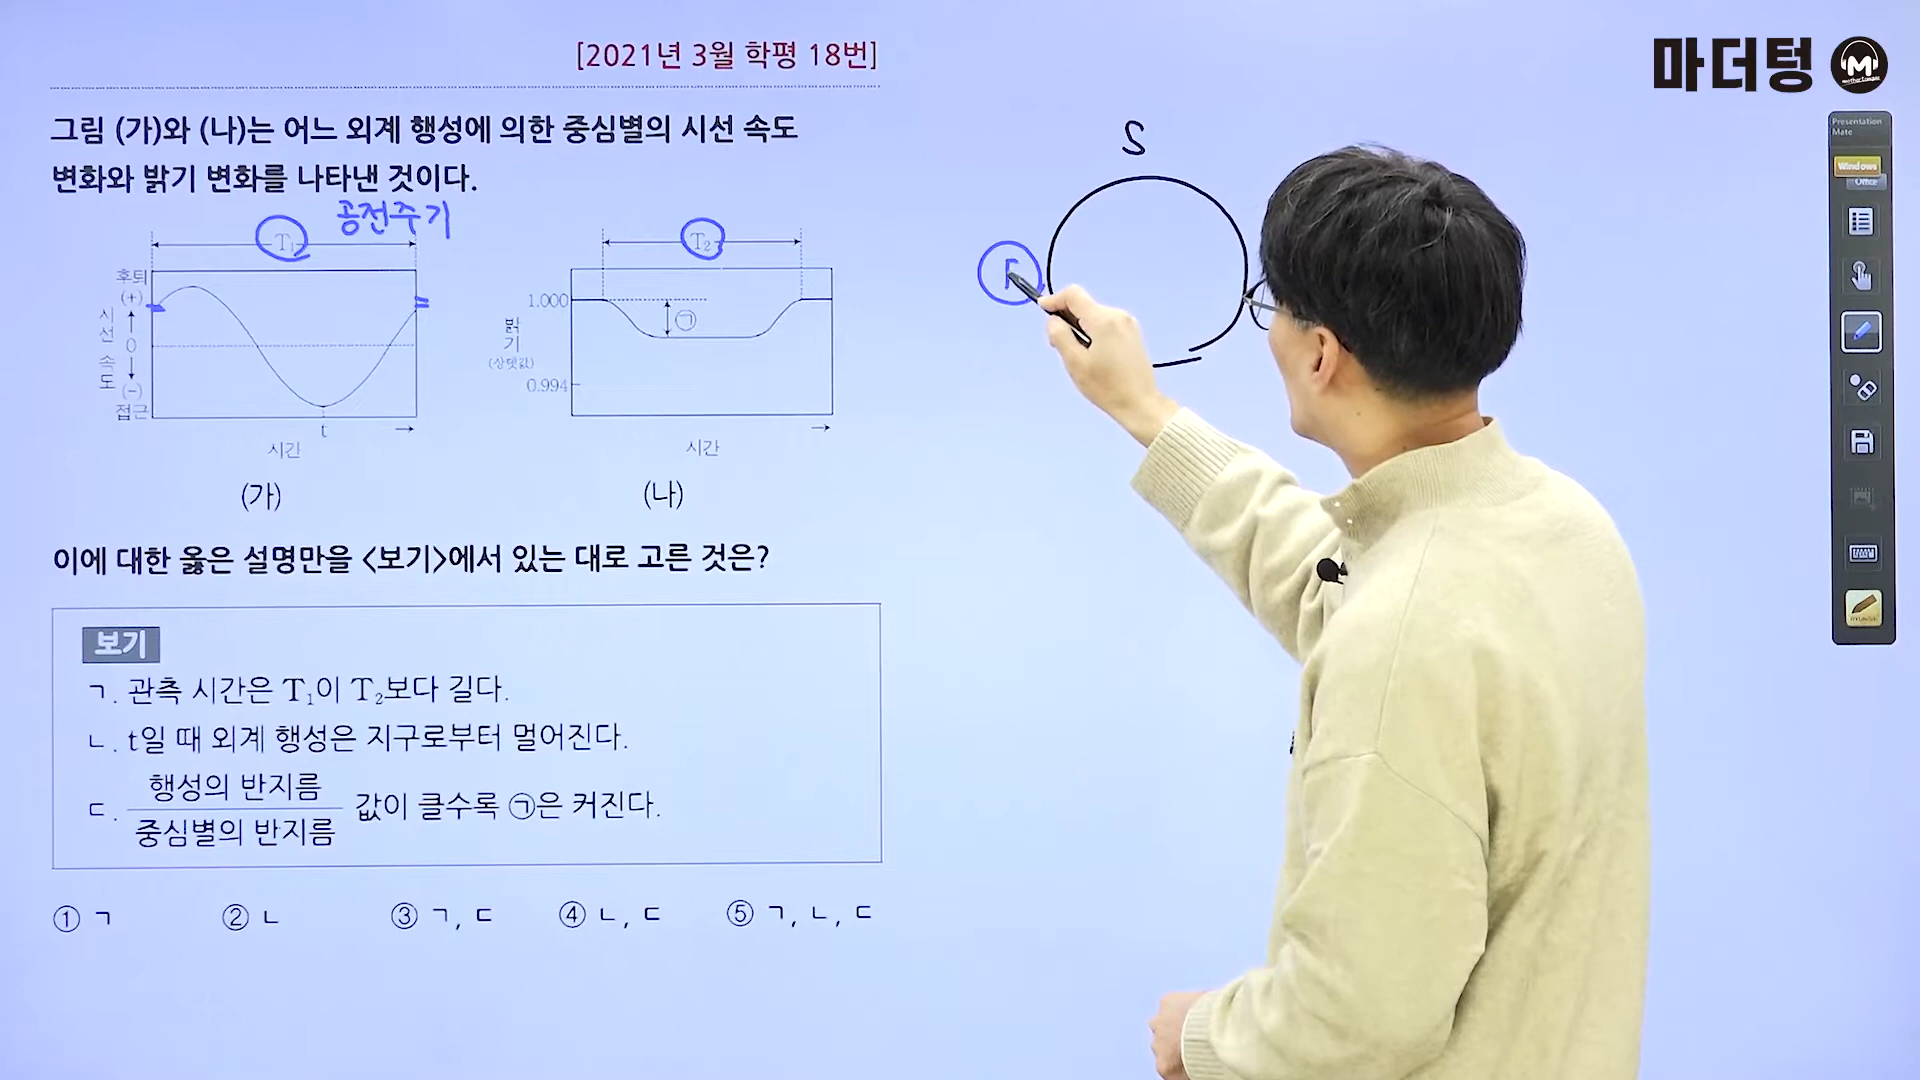 [2021년 3월 학평 18번]
마더텅
그림 (가)와 (나)는 어느 외계 행성에 의한 중심별의 시선 속도
변화와 밝기 변화를 나타낸 것이다.
공전주기
T₁
후퇴
(+)
시선 속도
0
(-)
접근
t
시간
(가)
T₂
1.000
㉠
밝기
(상댓값)
0.994
시간
(나)
이에 대한 옳은 설명만을 <보기>에서 있는 대로 고른 것은?
보기
ㄱ. 관측 시간은 T₁이 T₂보다 길다.
ㄴ. t일 때 외계 행성은 지구로부터 멀어진다.
ㄷ. 행성의 반지름
중심별의 반지름
값이 클수록 ㉠은 커진다.
① ㄱ ② ㄴ ③ ㄱ, ㄷ ④ ㄴ, ㄷ ⑤ ㄱ, ㄴ, ㄷ
S
Presentation
Mate
Windows
Office